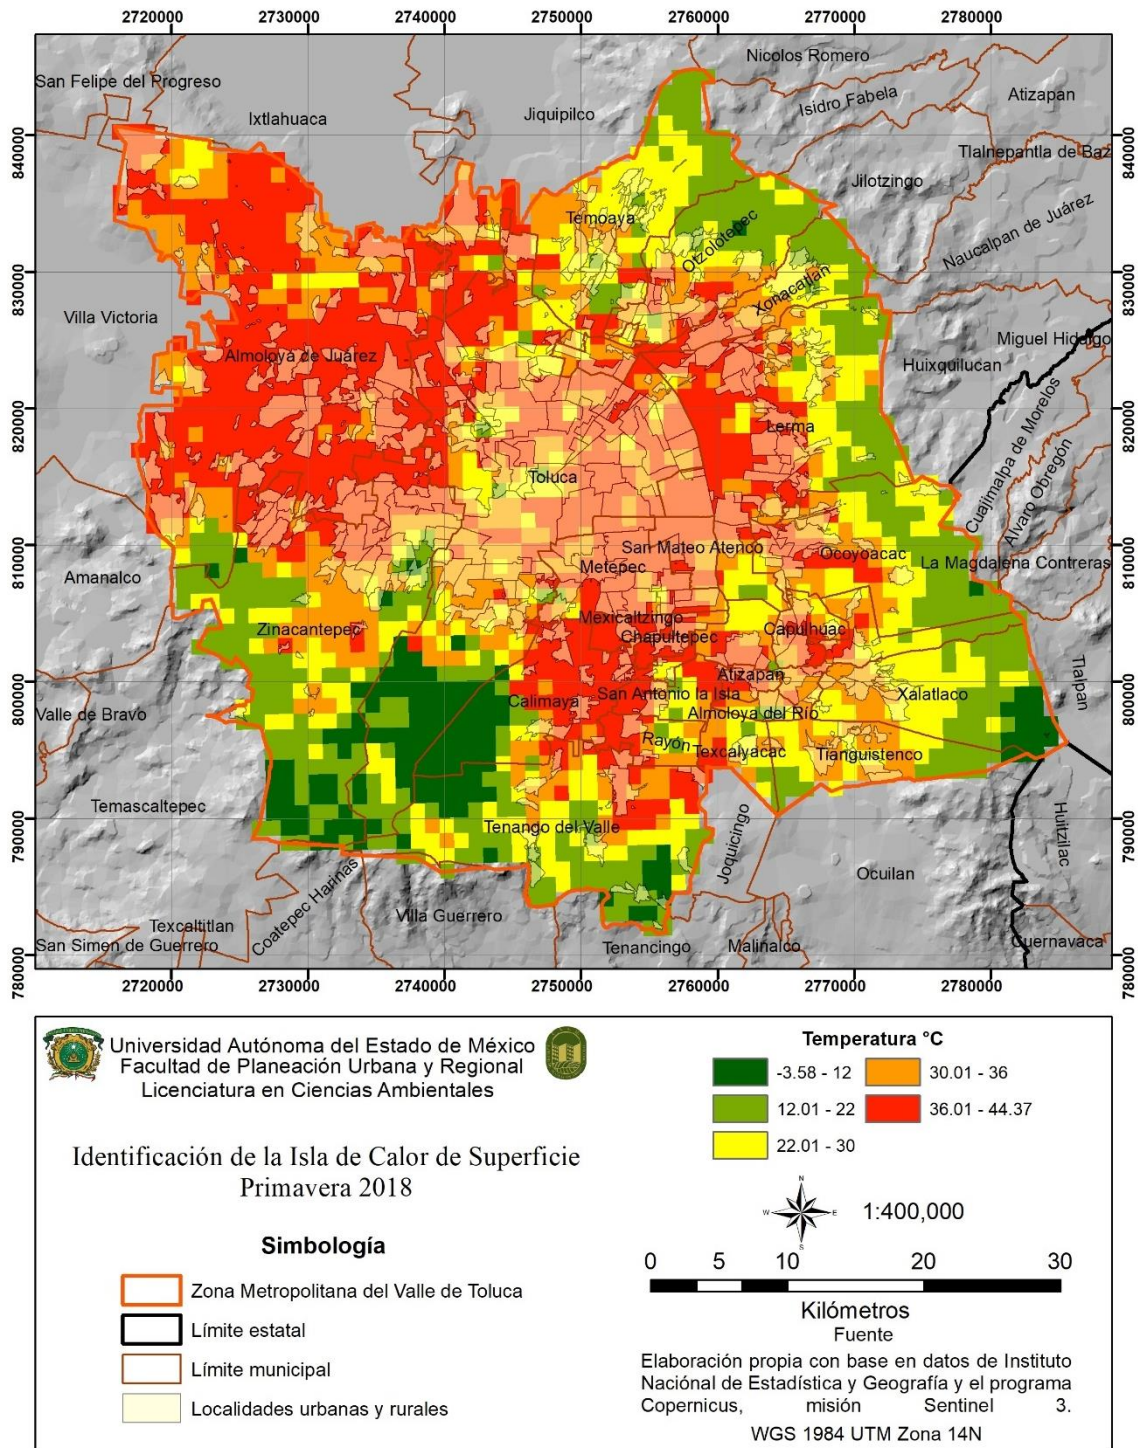 2720000 2730000 2740000 2750000 2760000 2770000 2780000
Nicolos Romero
San Felipe del Progreso
Isidro Fabela
Atizapan
Ixtlahuaca
Jiquipilco
840000
840000
Tlalnepantla de Baz
Jilotzingo
Naucalpan de Juárez
Temoaya
Otzolotepec
830000
830000
Xonacatlán
Villa Victoria
Miguel Hidalgo
Almoloya de Juárez
Huixquilucan
820000
820000
Cuajimalpa de Morelos
Lerma
Alvaro Obregón
Toluca
810000
810000
San Mateo Atenco
Ocoyoacac
La Magdalena Contreras
Amanalco
Metepec
Mexicaltzingo
Zinacantepec
Chapultepec
Capulhuac
Atizapan
Tlalpan
800000
800000
Calimaya
San Antonio la Isla
Xalatlaco
Valle de Bravo
Almoloya del Río
Rayón
Texcalyacac
Tianguistenco
Temascaltepec
790000
790000
Tenango del Valle
Joquicingo
Huitzilac
Ocuilan
Coatepec Harinas
Villa Guerrero
Texcaltitlan
San Simen de Guerrero
Tenancingo
Malinalco
Cuernavaca
780000
780000
2720000 2730000 2740000 2750000 2760000 2770000 2780000
Universidad Autónoma del Estado de México
Facultad de Planeación Urbana y Regional
Licenciatura en Ciencias Ambientales
Identificación de la Isla de Calor de Superficie
Primavera 2018
Simbología
Zona Metropolitana del Valle de Toluca
Límite estatal
Límite municipal
Localidades urbanas y rurales
Temperatura °C
-3.58 - 12
30.01 - 36
12.01 - 22
36.01 - 44.37
22.01 - 30
N
W E
S
1:400,000
0 5 10 20 30
Kilómetros
Fuente
Elaboración propia con base en datos de Instituto
Naciónal de Estadística y Geografía y el programa
Copernicus, misión Sentinel 3.
WGS 1984 UTM Zona 14N